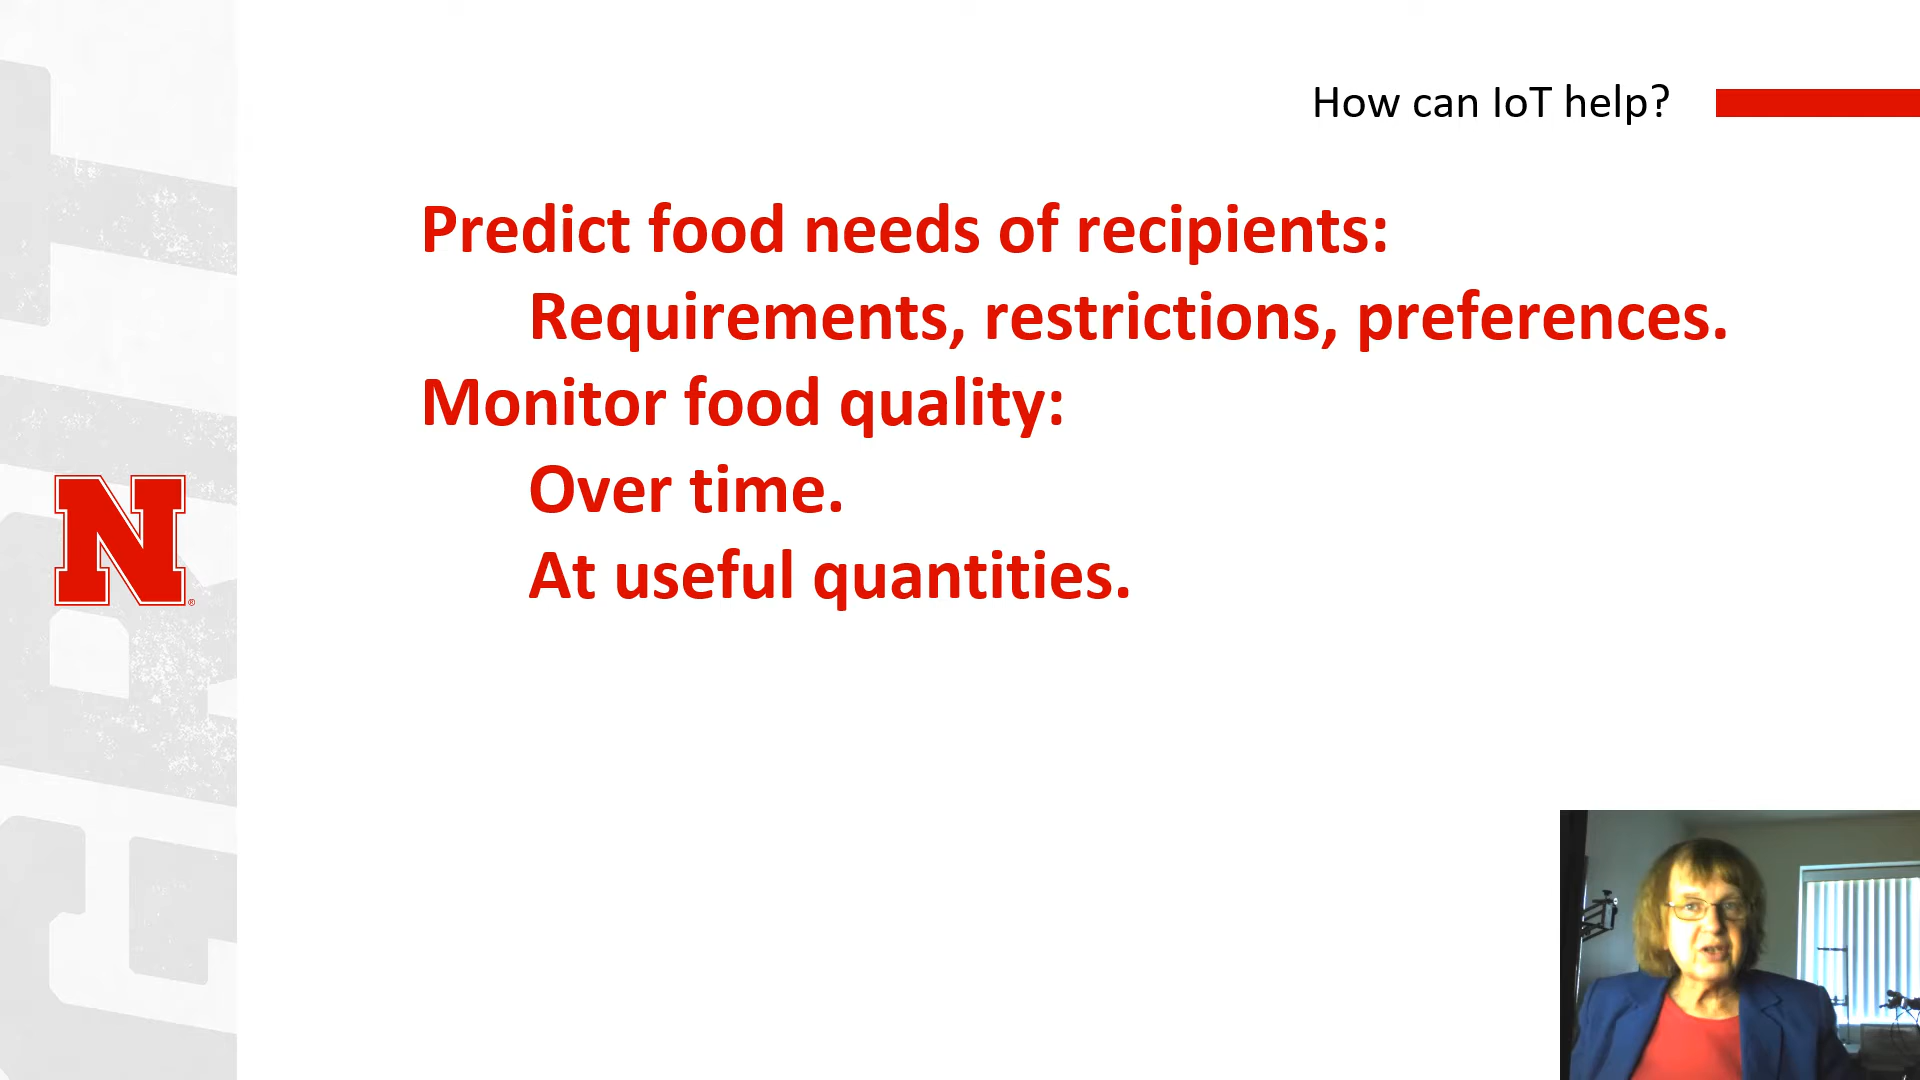 How can IoT help?
Predict food needs of recipients:
Requirements, restrictions, preferences.
Monitor food quality:
Over time.
At useful quantities.
N®